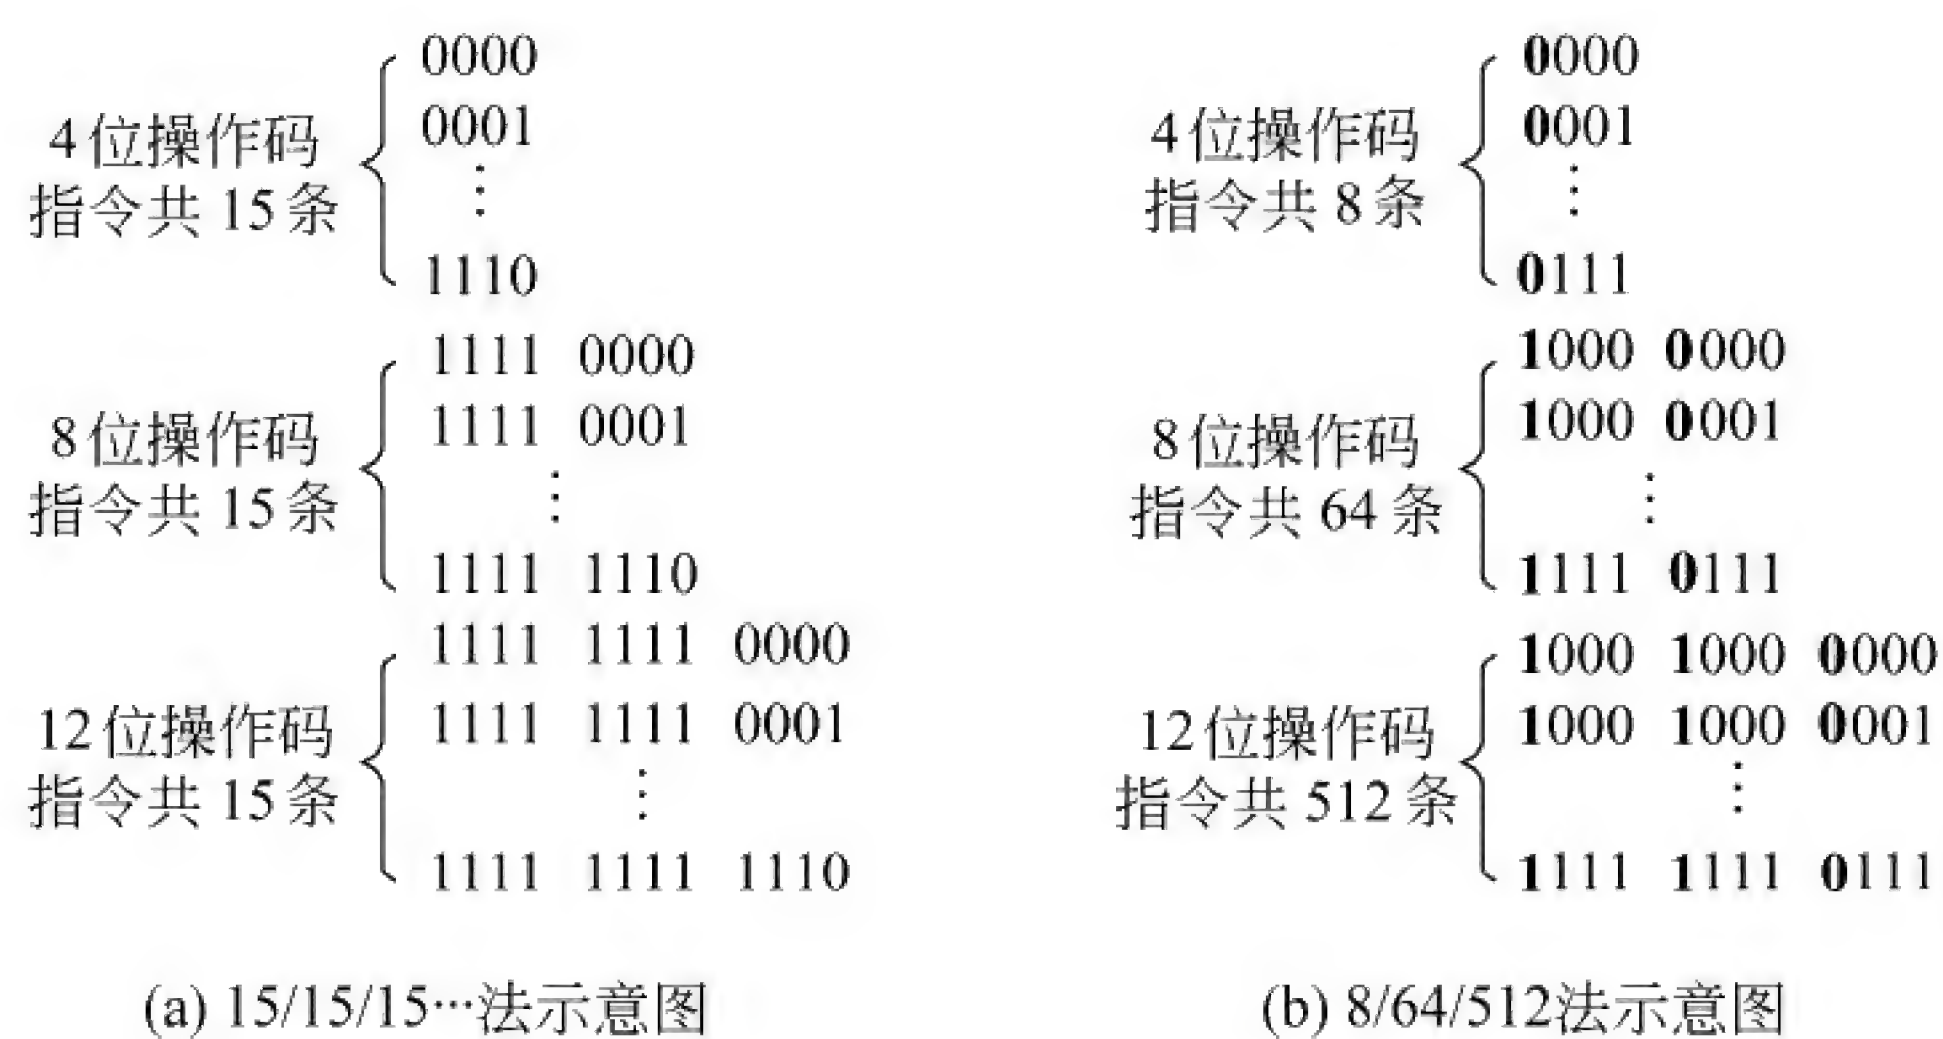 0000
0001
4位操作码
指令共 15条
⋮
1110
1111 0000
1111 0001
8位操作码
指令共 15条
⋮
1111 1110
1111 1111 0000
1111 1111 0001
12位操作码
指令共 15条
⋮
1111 1111 1110
(a) 15/15/15…法示意图
0000
0001
4位操作码
指令共 8条
⋮
0111
1000 0000
1000 0001
8位操作码
指令共 64 条
⋮
1111 0111
1000 1000 0000
1000 1000 0001
12位操作码
指令共 512 条
⋮
1111 1111 0111
(b) 8/64/512法示意图